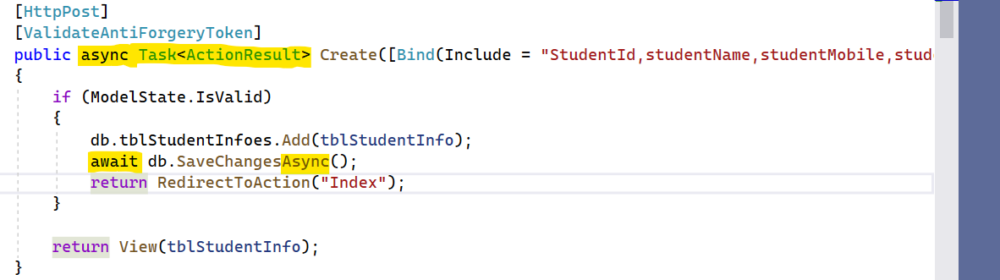 [HttpPost]
[ValidateAntiForgeryToken]
public async Task<ActionResult> Create([Bind(Include = "StudentId,studentName,studentMobile,stud
{
if (ModelState.IsValid)
{
db.tblStudentInfoes.Add(tblStudentInfo);
await db.SaveChangesAsync();
return RedirectToAction("Index");
}
return View(tblStudentInfo);
}